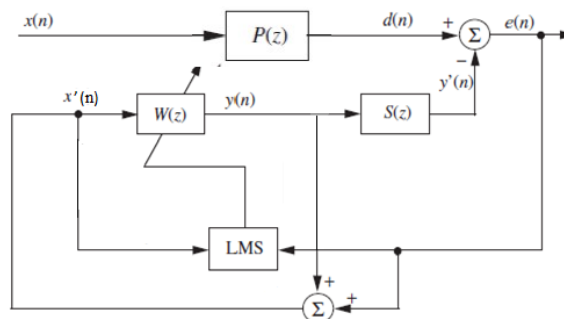 x(n)
P(z)
d(n)
+
Σ
e(n)
−
y'(n)
x'(n)
W(z)
y(n)
S(z)
LMS
+
Σ
+